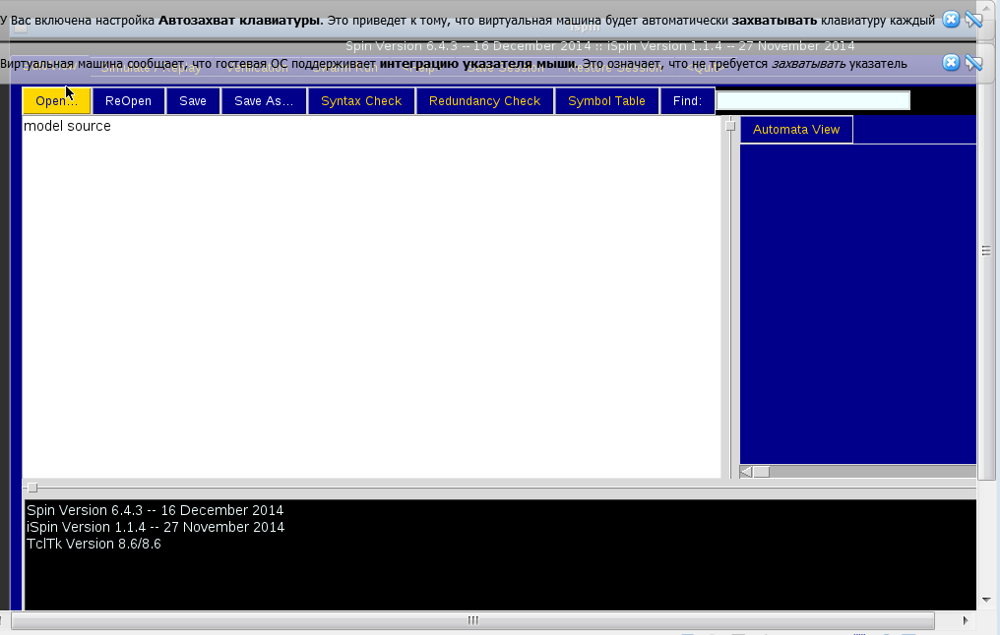 У Вас включена настройка Автозахват клавиатуры. Это приведет к тому, что виртуальная машина будет автоматически захватывать клавиатуру каждый
ispin
Spin Version 6.4.3 -- 16 December 2014 :: iSpin Version 1.1.4 -- 27 November 2014
Виртуальная машина сообщает, что гостевая ОС поддерживает интеграцию указателя мыши. Это означает, что не требуется захватывать указатель
Simulate / Replay Verification Swarm Run Help Save Session Restore Session Quit
Open... ReOpen Save Save As... Syntax Check Redundancy Check Symbol Table Find:
model source
Automata View
Spin Version 6.4.3 -- 16 December 2014
iSpin Version 1.1.4 -- 27 November 2014
TclTk Version 8.6/8.6